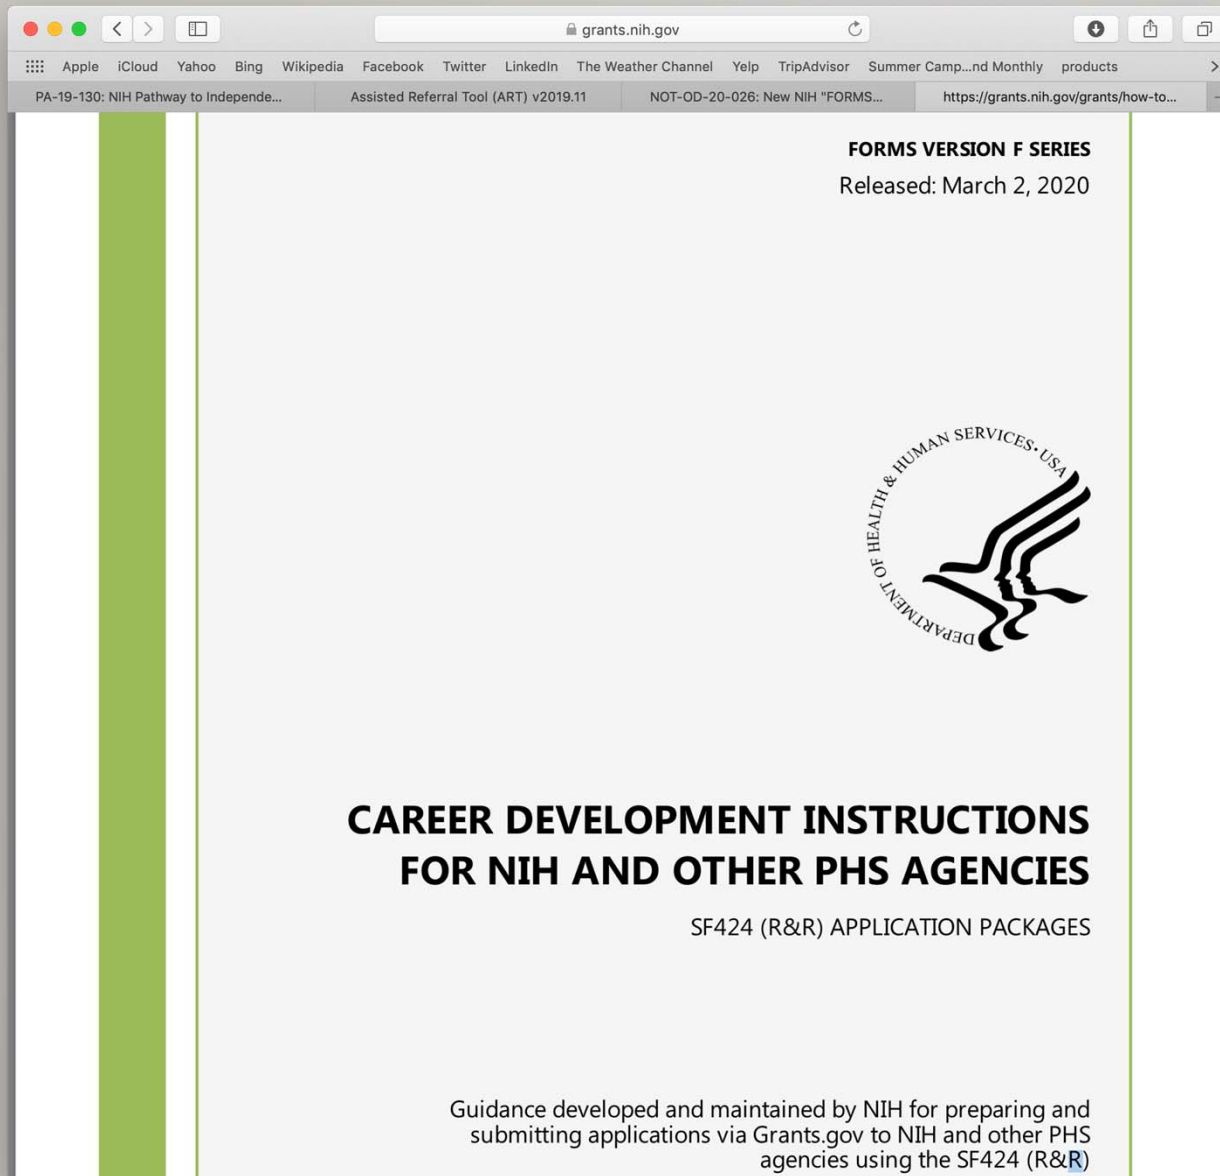 grants.nih.gov
Apple iCloud Yahoo Bing Wikipedia Facebook Twitter LinkedIn The Weather Channel Yelp TripAdvisor Summer Camp...nd Monthly products
PA-19-130: NIH Pathway to Independe... Assisted Referral Tool (ART) v2019.11 NOT-OD-20-026: New NIH "FORMS... https://grants.nih.gov/grants/how-to...
FORMS VERSION F SERIES
Released: March 2, 2020
DEPARTMENT OF HEALTH & HUMAN SERVICES • USA
CAREER DEVELOPMENT INSTRUCTIONS
FOR NIH AND OTHER PHS AGENCIES
SF424 (R&R) APPLICATION PACKAGES
Guidance developed and maintained by NIH for preparing and
submitting applications via Grants.gov to NIH and other PHS
agencies using the SF424 (R&R)